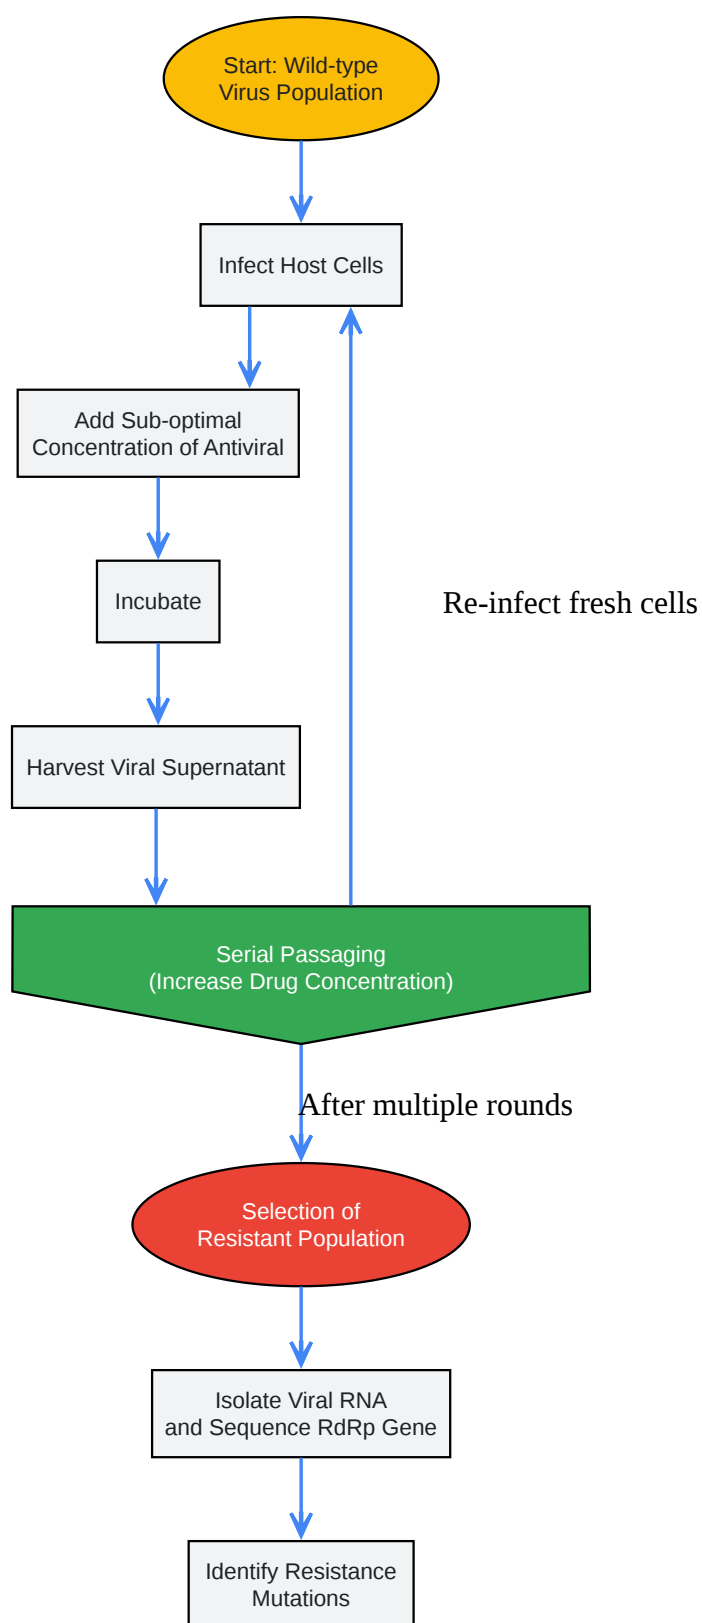 Start: Wild-type
Virus Population
Infect Host Cells
Add Sub-optimal
Concentration of Antiviral
Incubate
Re-infect fresh cells
Harvest Viral Supernatant
Serial Passaging
(Increase Drug Concentration)
After multiple rounds
Selection of
Resistant Population
Isolate Viral RNA
and Sequence RdRp Gene
Identify Resistance
Mutations